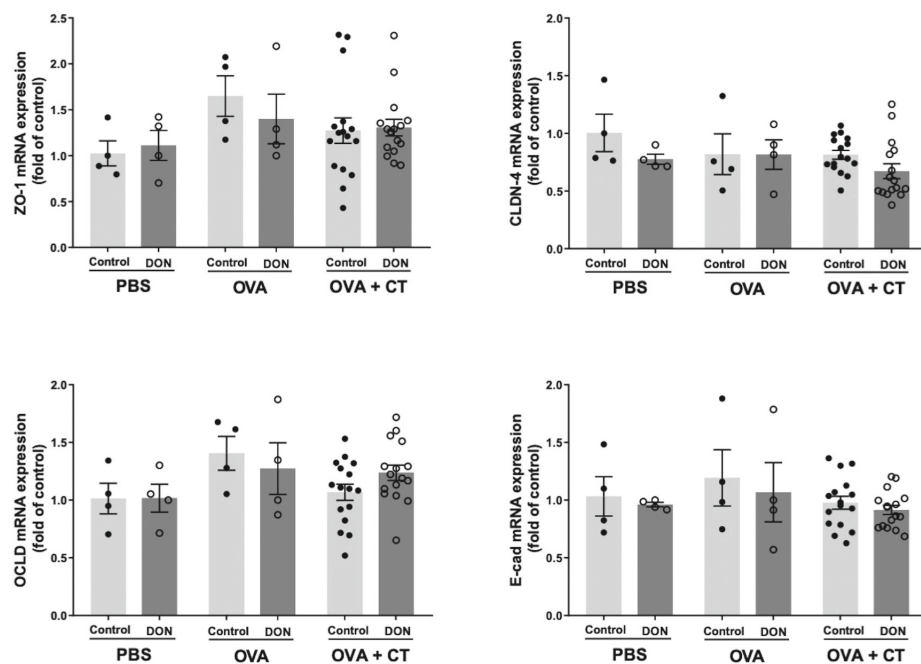 ZO-1 mRNA expression
(fold of control)
2.5
2.0
1.5
1.0
0.5
0.0
Control DON Control DON Control DON
PBS OVA OVA + CT
CLDN-4 mRNA expression
(fold of control)
2.0
1.5
1.0
0.5
0.0
Control DON Control DON Control DON
PBS OVA OVA + CT
OCLD mRNA expression
(fold of control)
2.0
1.5
1.0
0.5
0.0
Control DON Control DON Control DON
PBS OVA OVA + CT
E-cad mRNA expression
(fold of control)
2.0
1.5
1.0
0.5
0.0
Control DON Control DON Control DON
PBS OVA OVA + CT